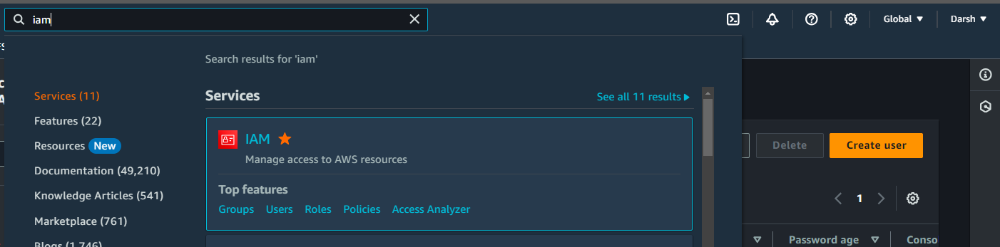 iam
Global
Darsh
Search results for 'iam'
Services (11)
Features (22)
Resources New
Documentation (49,210)
Knowledge Articles (541)
Marketplace (761)
Blogs (1,746)
Services
See all 11 results
IAM
Manage access to AWS resources
Top features
Groups Users Roles Policies Access Analyzer
Delete
Create user
1
Password age
Conso